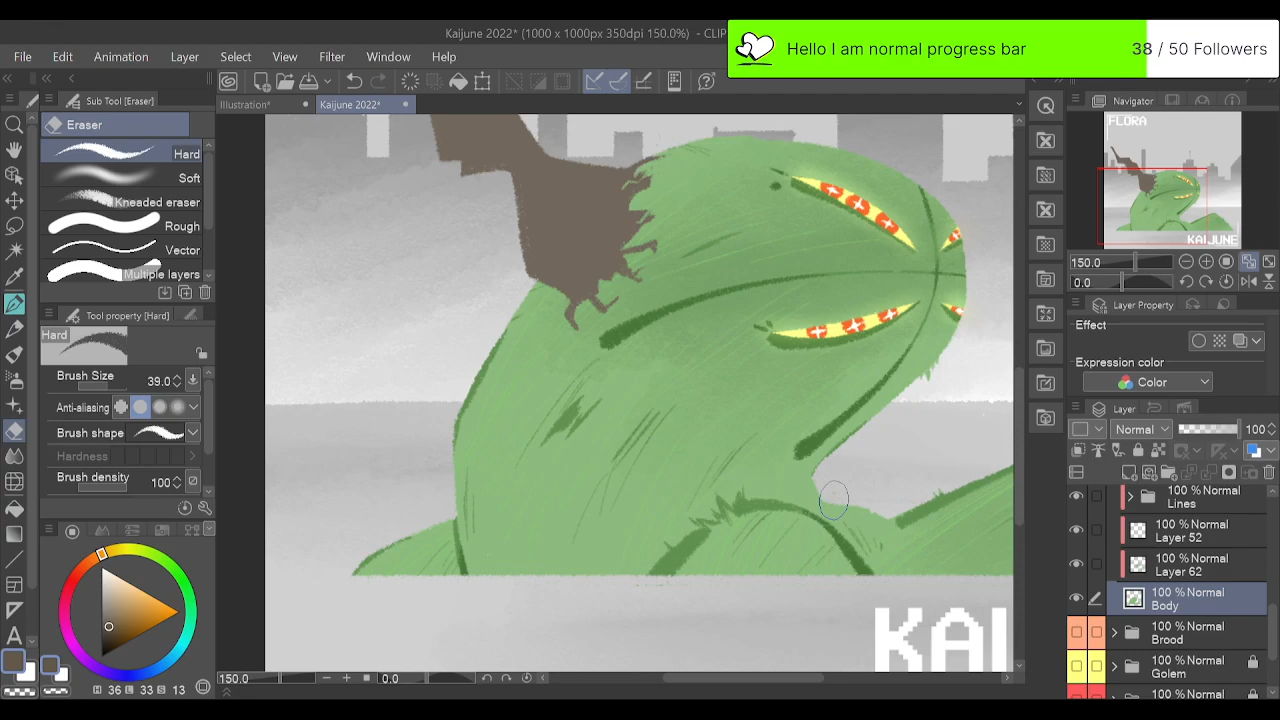 Kaijune 2022* (1000 x 1000px 350dpi 150.0%) - CLIP
Hello I am normal progress bar
38 / 50 Followers
File Edit Animation Layer Select View Filter Window Help
Sub Tool [Eraser]
Illustration*
Kaijune 2022*
Navigator
Eraser
Hard
Soft
Kneaded eraser
Rough
Vector
Multiple layers
FLORA
KAIJUNE
150.0
0.0
Tool property [Hard]
Hard
Brush Size 39.0
Anti-aliasing
Brush shape
Hardness
Brush density 100
Layer Property
Effect
Expression color
Color
Layer
Normal 100
100 % Normal
Lines
100 % Normal
Layer 52
100 % Normal
Layer 62
100 % Normal
Body
100 % Normal
Brood
100 % Normal
Golem
100 % Normal
KAI
A
H 36 L 33 S 13
150.0
0.0